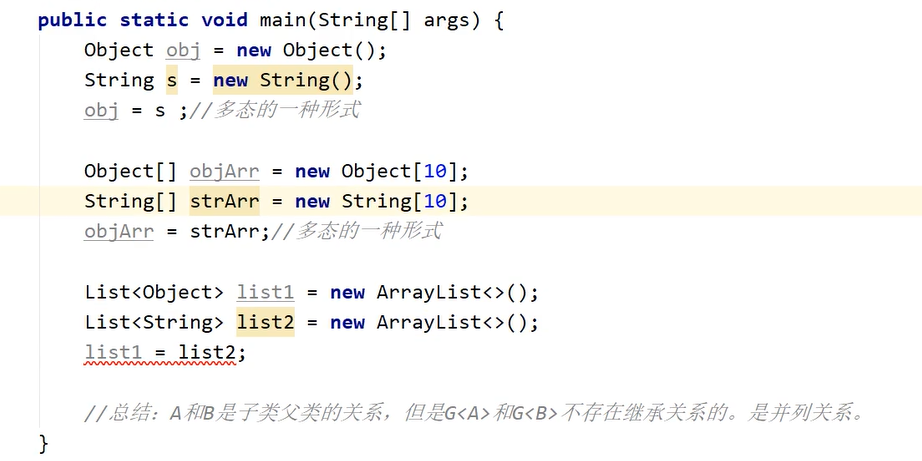 public static void main(String[] args) {
Object obj = new Object();
String s = new String();
obj = s ;//多态的一种形式
Object[] objArr = new Object[10];
String[] strArr = new String[10];
objArr = strArr;//多态的一种形式
List<Object> list1 = new ArrayList<>();
List<String> list2 = new ArrayList<>();
list1 = list2;
//总结：A和B是子类父类的关系，但是G<A>和G<B>不存在继承关系的。是并列关系。
}